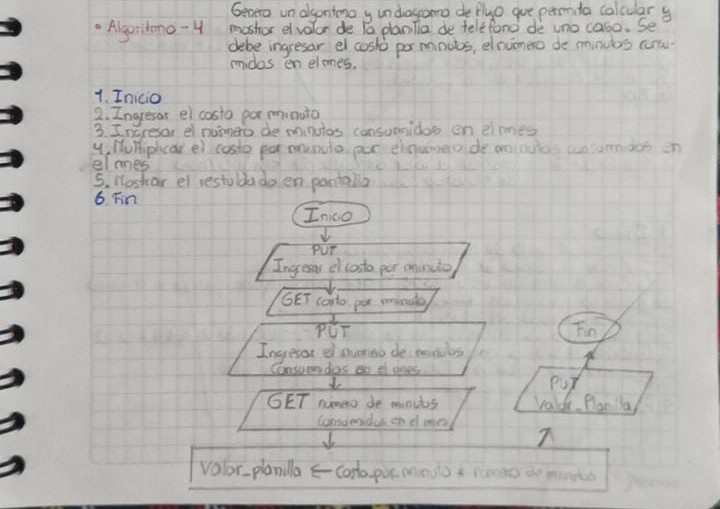 Genera un algoritmo y un diagrama de flujo que permita calcular y
• Algoritmo - 4 mostrar el valor de la planilla de teléfono de una casa. Se
debe ingresar el costo por minutos, el número de minutos consu-
midos en el mes.
1. Inicio
2. Ingresar el costo por minuto
3. Ingresar el número de minutos consumidos en el mes
4. Multiplicar el costo por minuto por el número de minutos consumidos en
el mes
5. Mostrar el resultado en pantalla
6 Fin
Inicio
PUT
Ingresar el costo por minuto
GET costo por minuto
PUT
Ingresar el número de minutos
consumidos en el mes
GET número de minutos
consumidos en el mes
Valor_planilla ← costo_por_minuto * número de minuto
PUT
Valor_Planilla
Fin